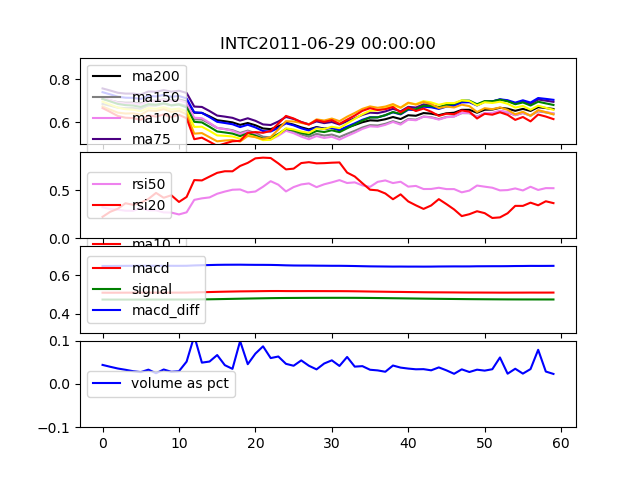 INTC2011-06-29 00:00:00
0.8
0.6
ma200
ma150
ma100
ma75
0.5
0.0
rsi50
rsi20
ma10
0.6
0.4
macd
signal
macd_diff
0.1
0.0
-0.1
volume as pct
0 10 20 30 40 50 60